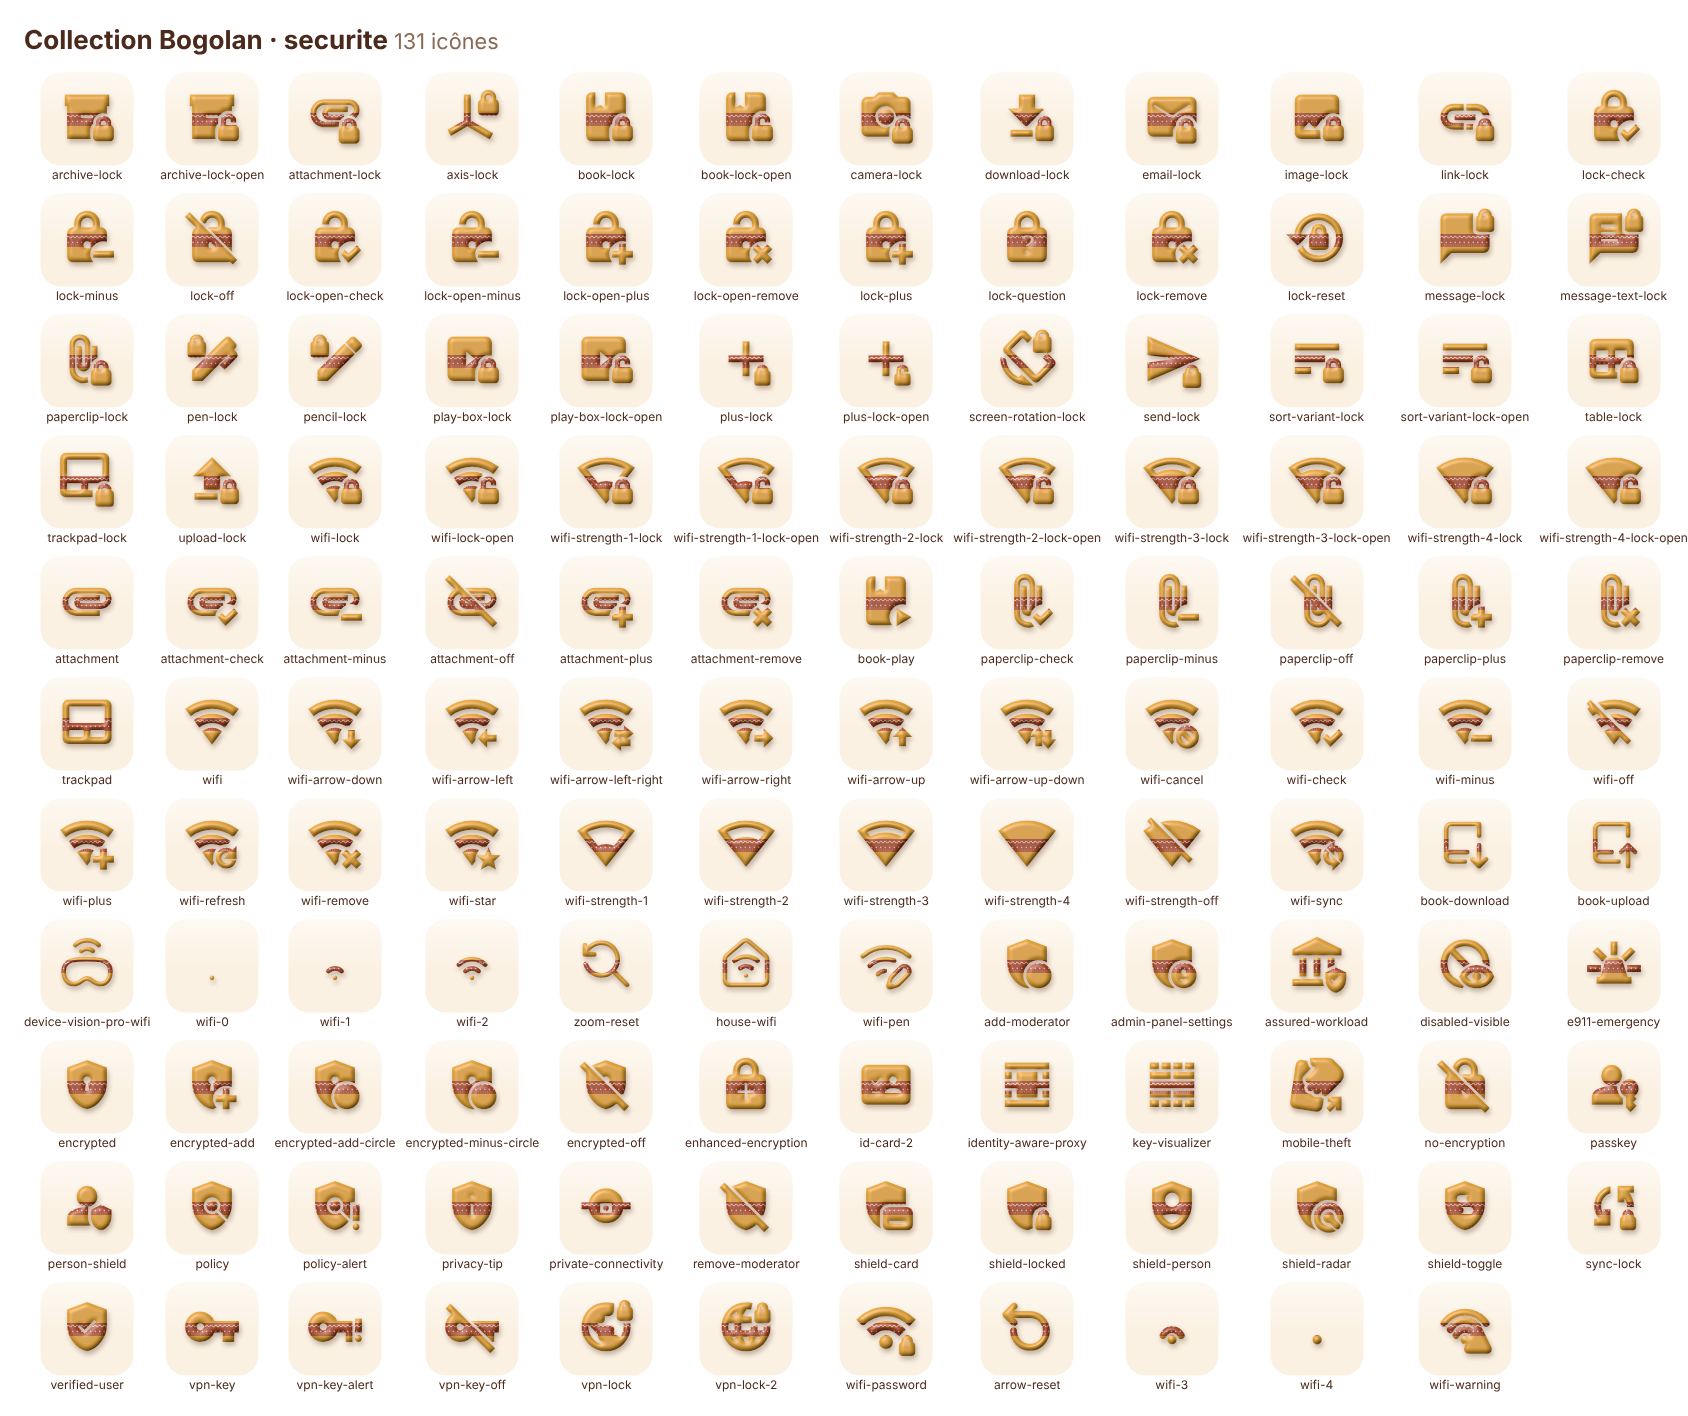 Collection Bogolan · securite 131 icônes
archive-lock archive-lock-open attachment-lock axis-lock book-lock book-lock-open camera-lock download-lock email-lock image-lock link-lock lock-check
lock-minus lock-off lock-open-check lock-open-minus lock-open-plus lock-open-remove lock-plus lock-question lock-remove lock-reset message-lock message-text-lock
paperclip-lock pen-lock pencil-lock play-box-lock play-box-lock-open plus-lock plus-lock-open screen-rotation-lock send-lock sort-variant-lock sort-variant-lock-open table-lock
trackpad-lock upload-lock wifi-lock wifi-lock-open wifi-strength-1-lock wifi-strength-1-lock-open wifi-strength-2-lock wifi-strength-2-lock-open wifi-strength-3-lock wifi-strength-3-lock-open wifi-strength-4-lock wifi-strength-4-lock-open
attachment attachment-check attachment-minus attachment-off attachment-plus attachment-remove book-play paperclip-check paperclip-minus paperclip-off paperclip-plus paperclip-remove
trackpad wifi wifi-arrow-down wifi-arrow-left wifi-arrow-left-right wifi-arrow-right wifi-arrow-up wifi-arrow-up-down wifi-cancel wifi-check wifi-minus wifi-off
wifi-plus wifi-refresh wifi-remove wifi-star wifi-strength-1 wifi-strength-2 wifi-strength-3 wifi-strength-4 wifi-strength-off wifi-sync book-download book-upload
device-vision-pro-wifi wifi-0 wifi-1 wifi-2 zoom-reset house-wifi wifi-pen add-moderator admin-panel-settings assured-workload disabled-visible e911-emergency
encrypted encrypted-add encrypted-add-circle encrypted-minus-circle encrypted-off enhanced-encryption id-card-2 identity-aware-proxy key-visualizer mobile-theft no-encryption passkey
person-shield policy policy-alert privacy-tip private-connectivity remove-moderator shield-card shield-locked shield-person shield-radar shield-toggle sync-lock
verified-user vpn-key vpn-key-alert vpn-key-off vpn-lock vpn-lock-2 wifi-password arrow-reset wifi-3 wifi-4 wifi-warning